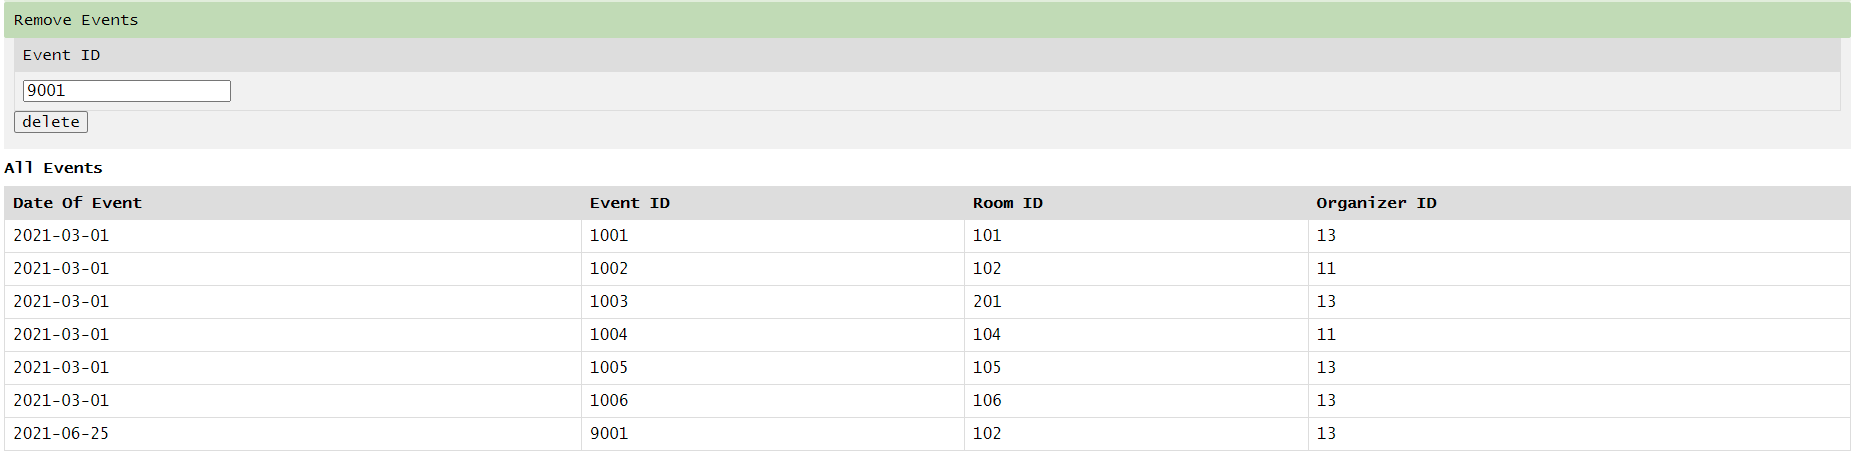 Remove Events
Event ID
9001
delete
All Events
Date Of Event Event ID Room ID Organizer ID
2021-03-01 1001 101 13
2021-03-01 1002 102 11
2021-03-01 1003 201 13
2021-03-01 1004 104 11
2021-03-01 1005 105 13
2021-03-01 1006 106 13
2021-06-25 9001 102 13